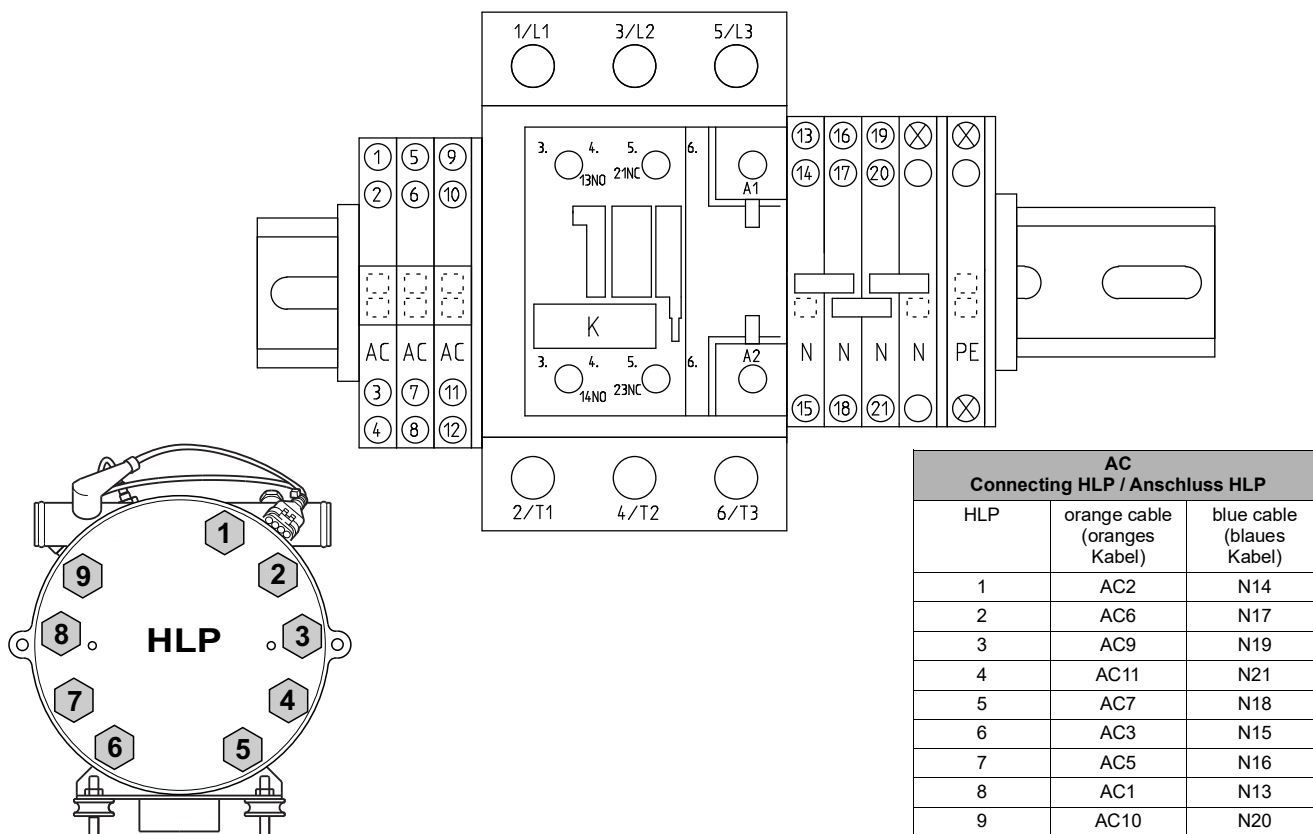 1/L1 3/L2 5/L3
3. 4. 5. 6.
13NO 21NC
A1
1 5 9
2 6 10
13 16 19
14 17 20
K
AC AC AC
N N N N PE
3. 4. 5. 6.
14NO 23NC
A2
3 7 11
4 8 12
15 18 21
2/T1 4/T2 6/T3
1
2
3
4
5
6
7
8
9
HLP
AC
Connecting HLP / Anschluss HLP
HLP orange cable (oranges Kabel) blue cable (blaues Kabel)
1 AC2 N14
2 AC6 N17
3 AC9 N19
4 AC11 N21
5 AC7 N18
6 AC3 N15
7 AC5 N16
8 AC1 N13
9 AC10 N20